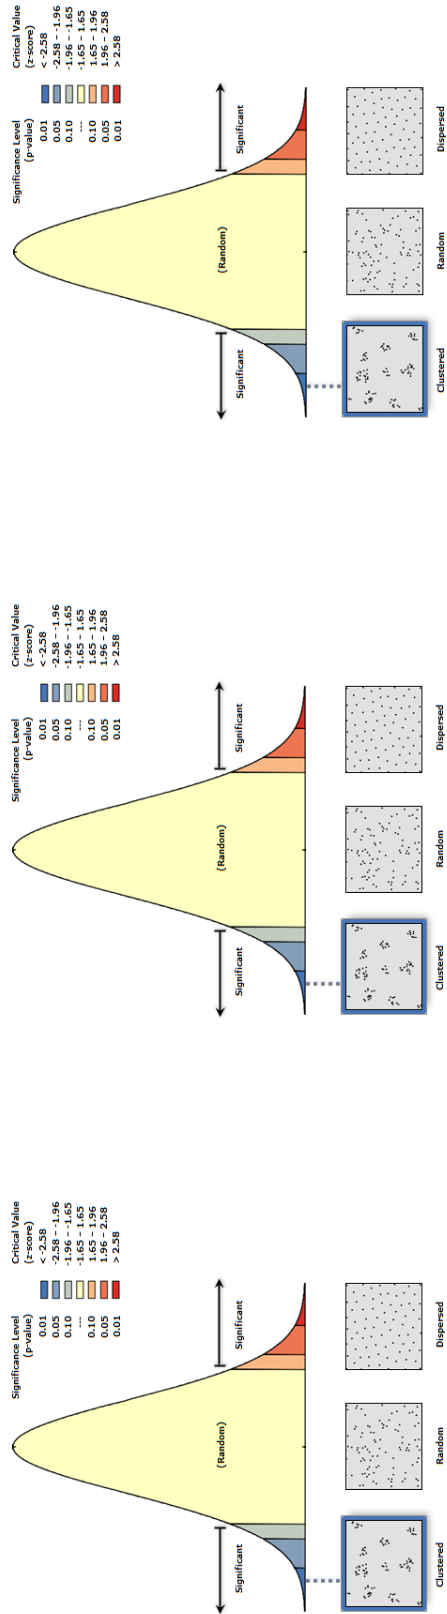 Significance Level (p-value)
Critical Value (z-score)
0.01 < -2.58
0.05 -2.58 - -1.96
0.10 -1.96 - -1.65
--- -1.65 - 1.65
0.10 1.65 - 1.96
0.05 1.96 - 2.58
0.01 > 2.58
(Random)
Significant
Significant
Clustered
Random
Dispersed
Significance Level (p-value)
Critical Value (z-score)
0.01 < -2.58
0.05 -2.58 - -1.96
0.10 -1.96 - -1.65
--- -1.65 - 1.65
0.10 1.65 - 1.96
0.05 1.96 - 2.58
0.01 > 2.58
(Random)
Significant
Significant
Clustered
Random
Dispersed
Significance Level (p-value)
Critical Value (z-score)
0.01 < -2.58
0.05 -2.58 - -1.96
0.10 -1.96 - -1.65
--- -1.65 - 1.65
0.10 1.65 - 1.96
0.05 1.96 - 2.58
0.01 > 2.58
(Random)
Significant
Significant
Clustered
Random
Dispersed